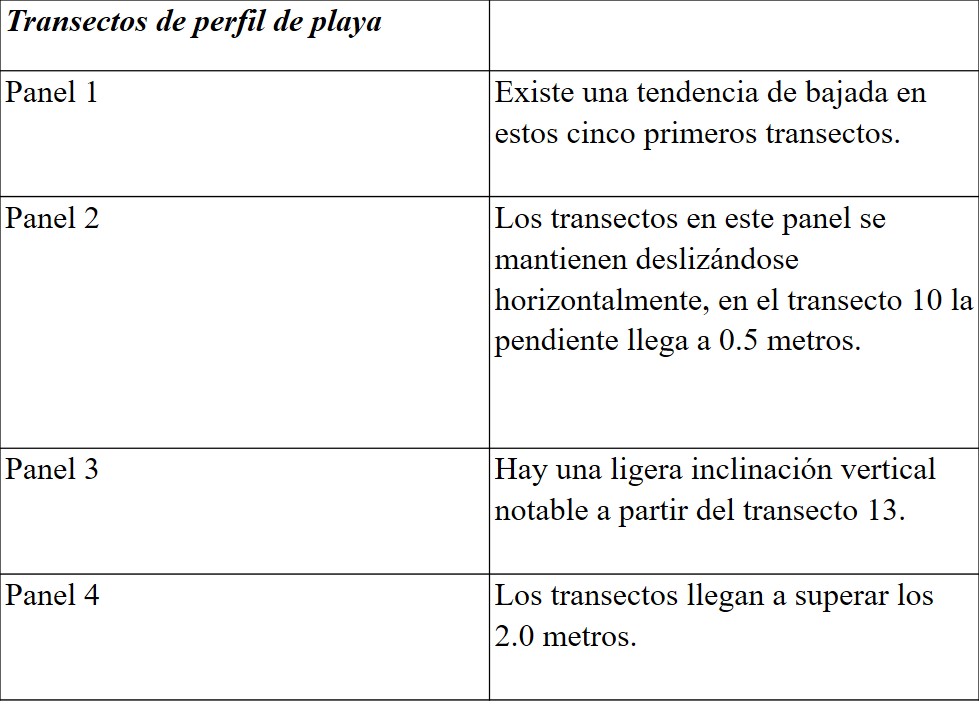 Transectos de perfil de playa
Panel 1
Existe una tendencia de bajada en
estos cinco primeros transectos.
Panel 2
Los transectos en este panel se
mantienen deslizándose
horizontalmente, en el transecto 10 la
pendiente llega a 0.5 metros.
Panel 3
Hay una ligera inclinación vertical
notable a partir del transecto 13.
Panel 4
Los transectos llegan a superar los
2.0 metros.